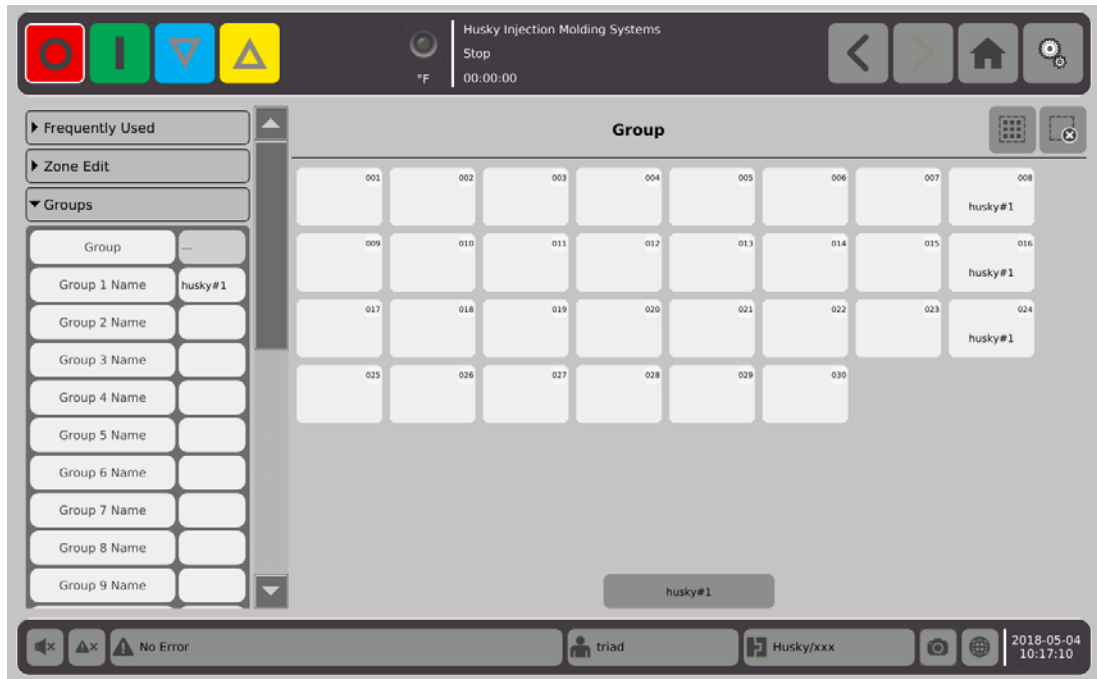 Husky Injection Molding Systems
Stop
°F 00:00:00
Frequently Used
Zone Edit
Groups
Group ---
Group 1 Name husky#1
Group 2 Name
Group 3 Name
Group 4 Name
Group 5 Name
Group 6 Name
Group 7 Name
Group 8 Name
Group 9 Name
Group
001 002 003 004 005 006 007 008
husky#1
009 010 011 012 013 014 015 016
husky#1
017 018 019 020 021 022 023 024
husky#1
025 026 027 028 029 030
husky#1
No Error
triad
Husky/xxx
2018-05-04
10:17:10